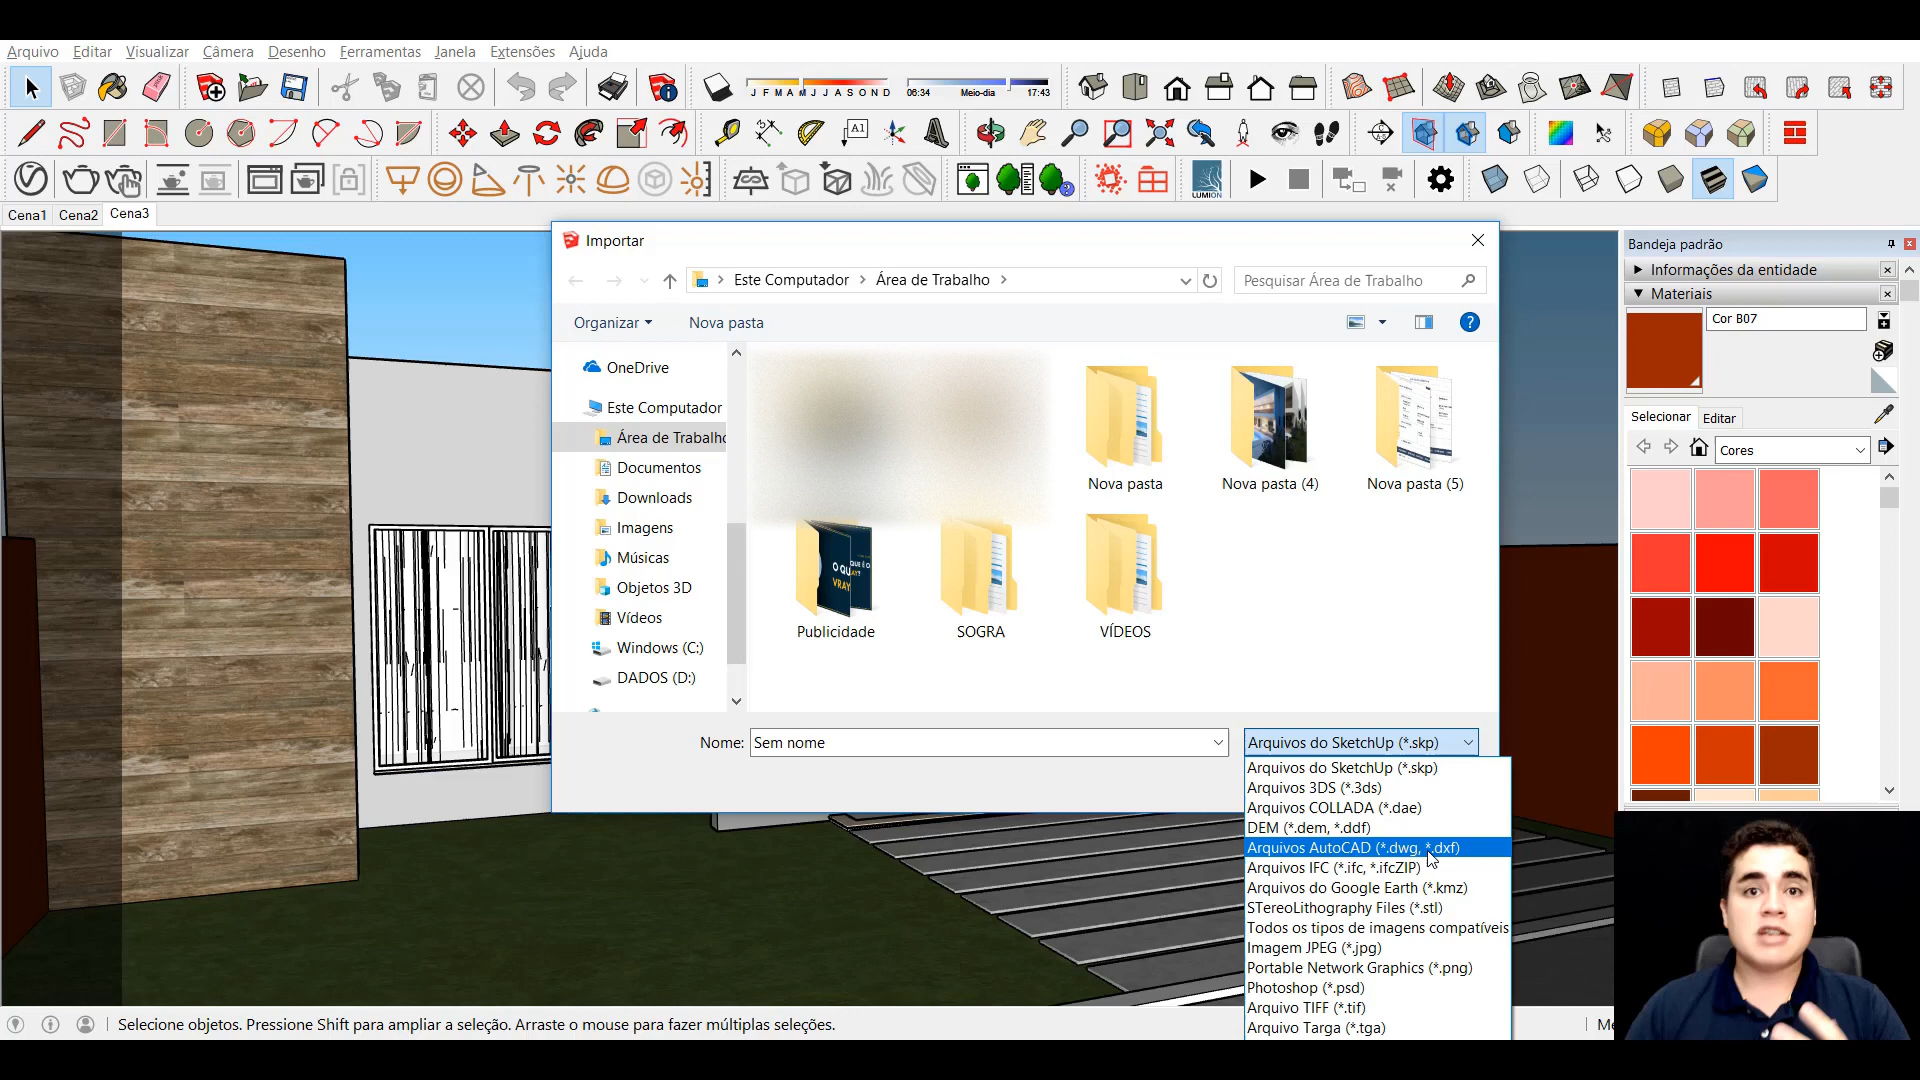 Arquivo Editar Visualizar Câmera Desenho Ferramentas Janela Extensões Ajuda
J F M A M J J A S O N D
06:34 Meio-dia 17:43
A1
LUMION
Cena1 Cena2 Cena3
Importar
Este Computador > Área de Trabalho >
Pesquisar Área de Trabalho
Organizar
Nova pasta
OneDrive
Este Computador
Área de Trabalho
Documentos
Downloads
Imagens
Músicas
Objetos 3D
Vídeos
Windows (C:)
DADOS (D:)
Nova pasta
Nova pasta (4)
Nova pasta (5)
O QUE É O
VRAY?
Publicidade
SOGRA
VÍDEOS
Nome:
Sem nome
Arquivos do SketchUp (*.skp)
Arquivos do SketchUp (*.skp)
Arquivos 3DS (*.3ds)
Arquivos COLLADA (*.dae)
DEM (*.dem, *.ddf)
Arquivos AutoCAD (*.dwg, *.dxf)
Arquivos IFC (*.ifc, *.ifcZIP)
Arquivos do Google Earth (*.kmz)
STereoLithography Files (*.stl)
Todos os tipos de imagens compatíveis
Imagem JPEG (*.jpg)
Portable Network Graphics (*.png)
Photoshop (*.psd)
Arquivo TIFF (*.tif)
Arquivo Targa (*.tga)
Bandeja padrão
Informações da entidade
Materiais
Cor B07
Selecionar
Editar
Cores
Selecione objetos. Pressione Shift para ampliar a seleção. Arraste o mouse para fazer múltiplas seleções.